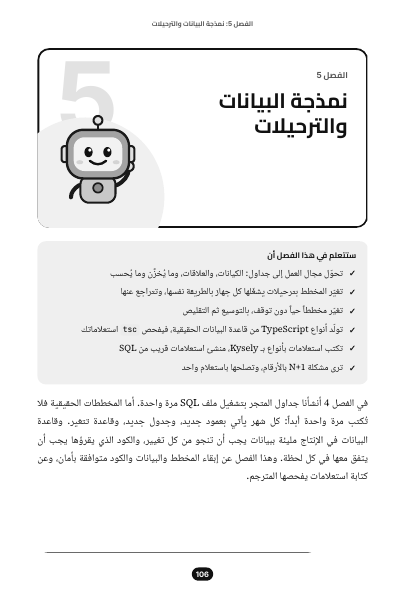 الفصل 5: نمذجة البيانات والترحيلات
5
الفصل 5
نمذجة البيانات
والترحيلات
ستتعلم في هذا الفصل أن
✓ تحوّل مجال العمل إلى جداول: الكيانات، والعلاقات، وما يُخزَّن وما يُحسب
✓ تغيّر المخطط بترحيلات يشغّلها كل جهاز بالطريقة نفسها، وتتراجع عنها
✓ تغيّر مخططاً حياً دون توقف، بالتوسيع ثم التقليص
✓ تولّد أنواع TypeScript من قاعدة البيانات الحقيقية، فيفحص tsc استعلاماتك
✓ تكتب استعلامات بأنواع بـ Kysely، منشئ استعلامات قريب من SQL
✓ ترى مشكلة N+1 بالأرقام، وتصلحها باستعلام واحد
في الفصل 4 أنشأنا جداول المتجر بتشغيل ملف SQL مرة واحدة. أما المخططات الحقيقية فلا
تُكتب مرة واحدة أبداً: كل شهر يأتي بعمود جديد، وجدول جديد، وقاعدة تتغير. وقاعدة
البيانات في الإنتاج مليئة ببيانات يجب أن تنجو من كل تغيير، والكود الذي يقرؤها يجب أن
يتفق معها في كل لحظة. وهذا الفصل عن إبقاء المخطط والبيانات والكود متوافقة بأمان، وعن
كتابة استعلامات يفحصها المترجم.
106